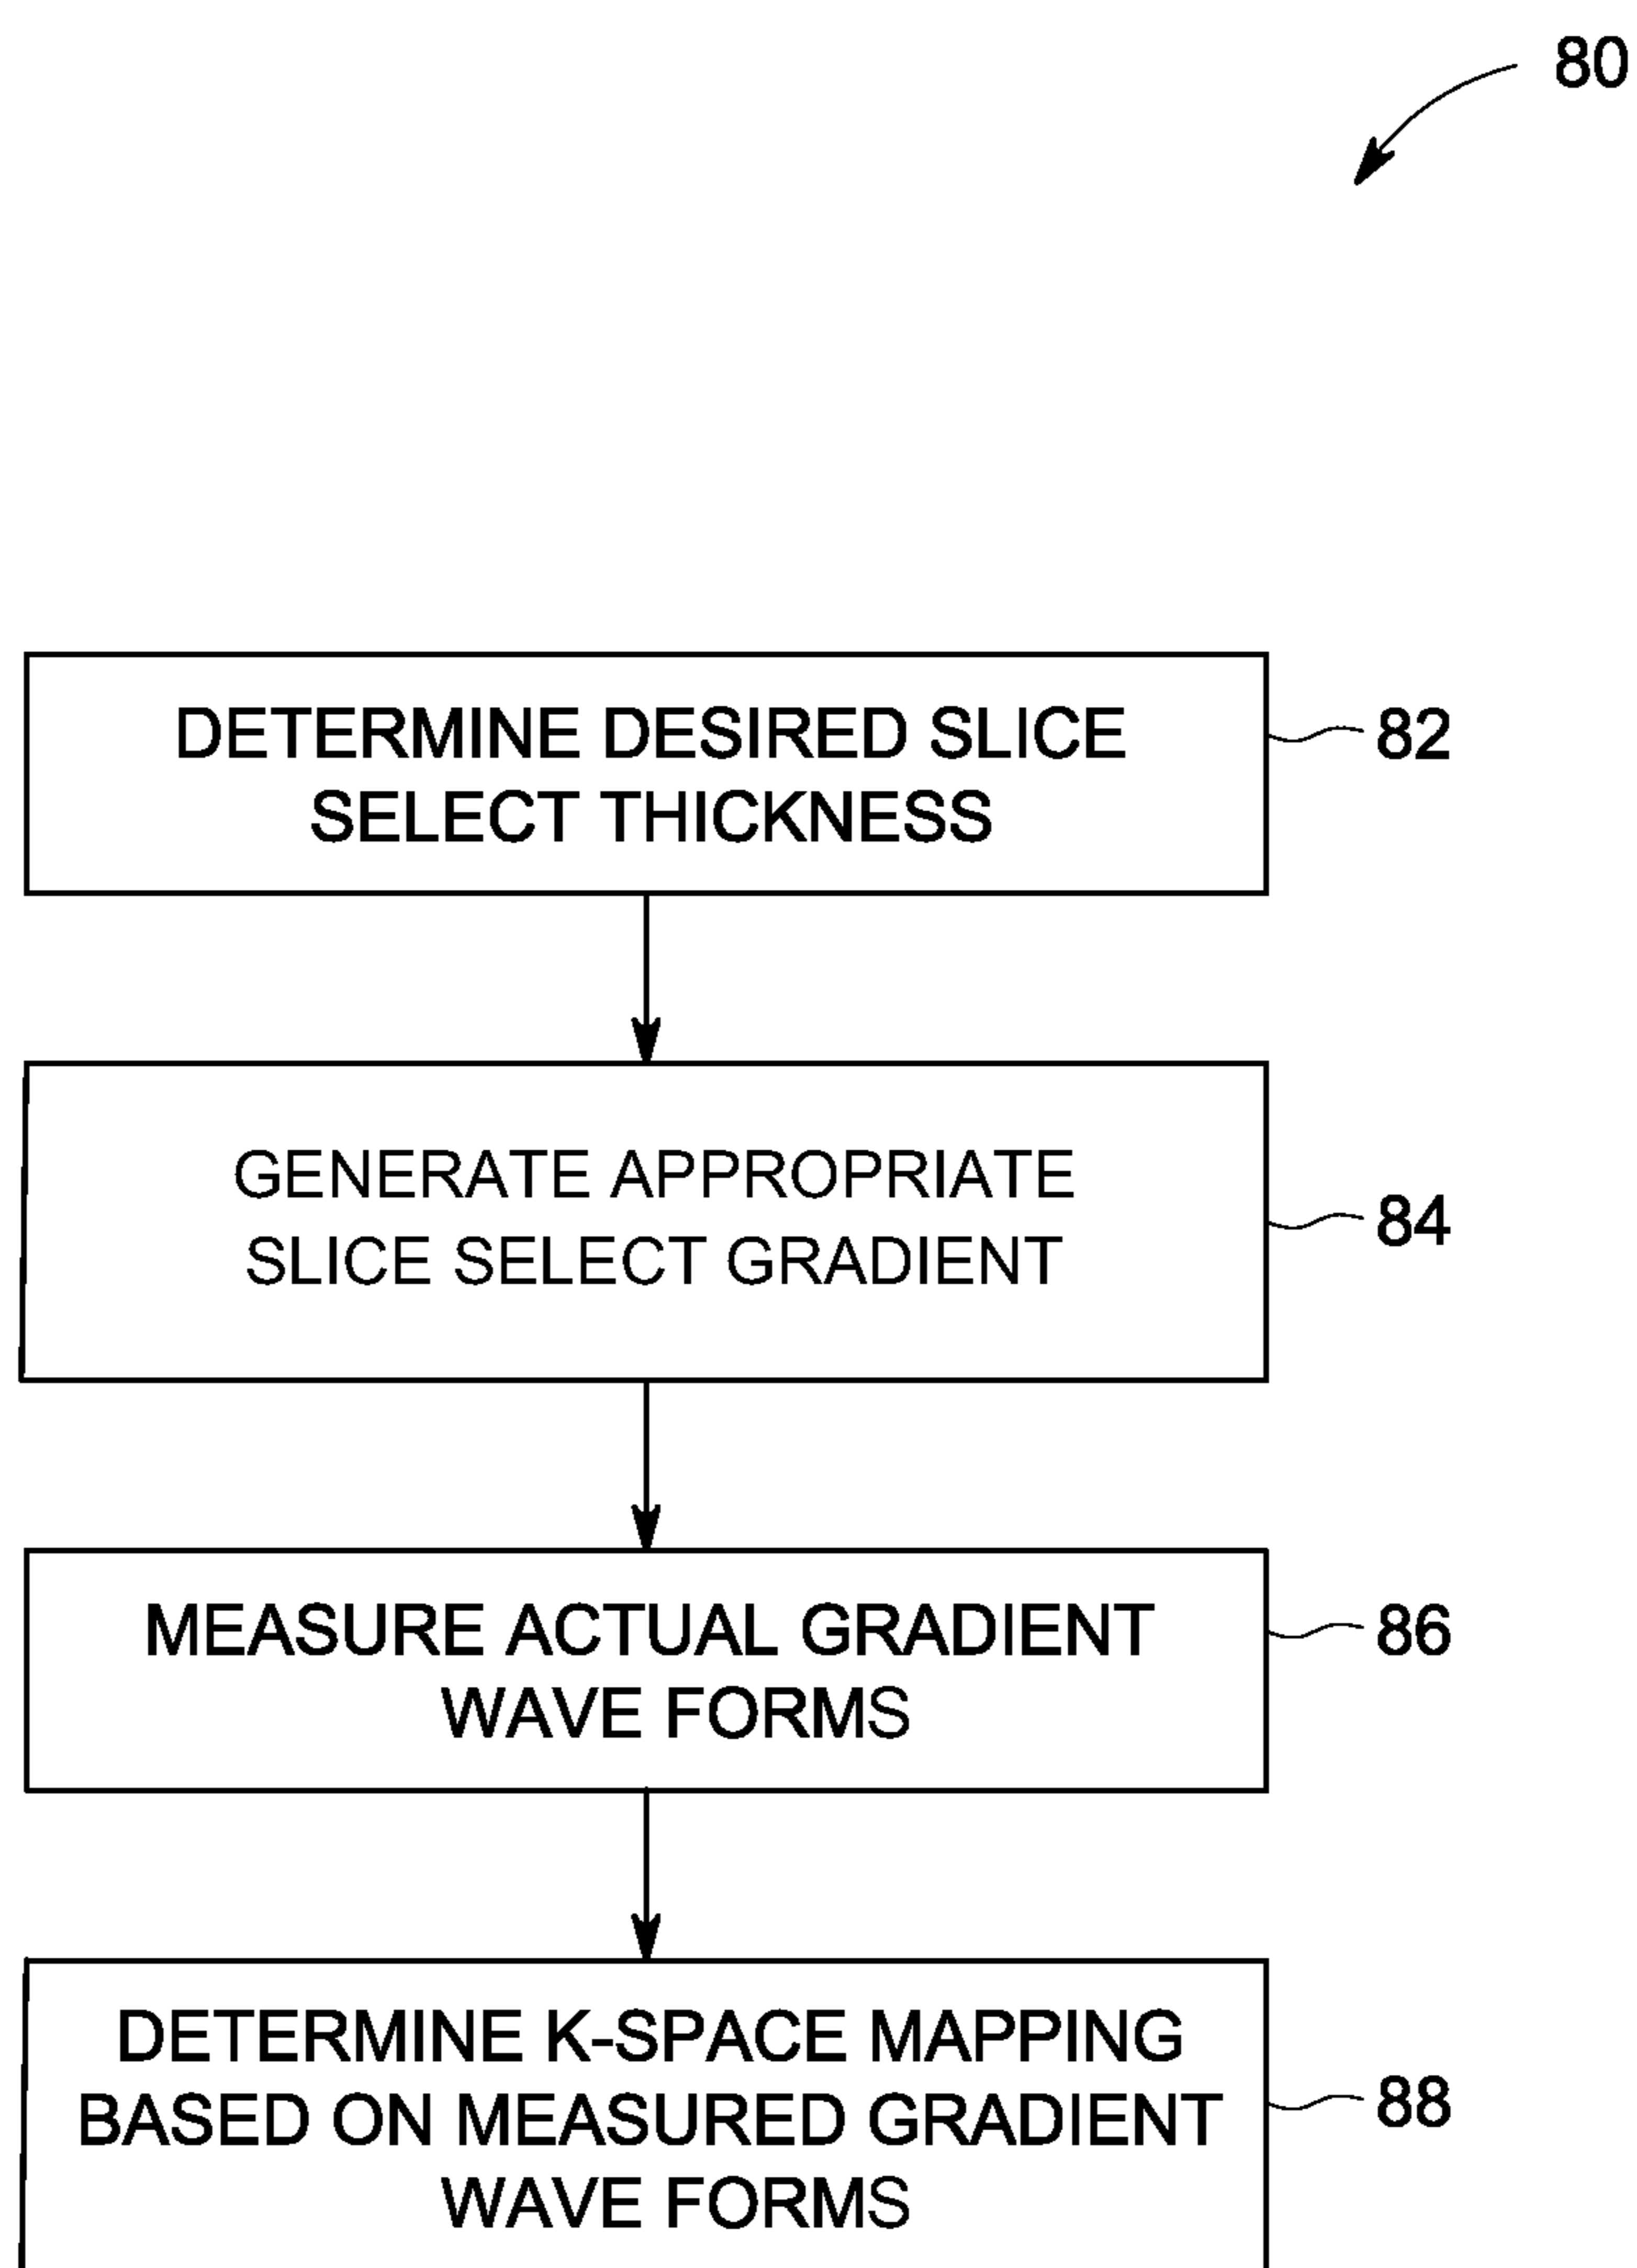 80
DETERMINE DESIRED SLICE
SELECT THICKNESS
82
GENERATE APPROPRIATE
SLICE SELECT GRADIENT
84
MEASURE ACTUAL GRADIENT
WAVE FORMS
86
DETERMINE K-SPACE MAPPING
BASED ON MEASURED GRADIENT
WAVE FORMS
88